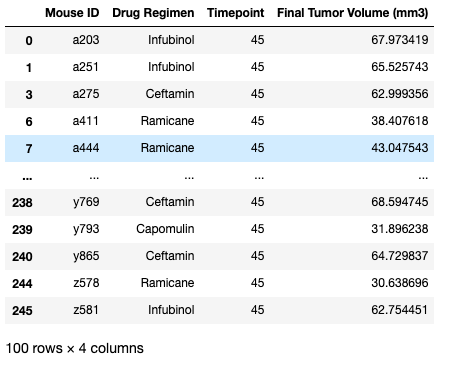 Mouse ID Drug Regimen Timepoint Final Tumor Volume (mm3)
0 a203 Infubinol 45 67.973419
1 a251 Infubinol 45 65.525743
3 a275 Ceftamin 45 62.999356
6 a411 Ramicane 45 38.407618
7 a444 Ramicane 45 43.047543
... ... ... ... ...
238 y769 Ceftamin 45 68.594745
239 y793 Capomulin 45 31.896238
240 y865 Ceftamin 45 64.729837
244 z578 Ramicane 45 30.638696
245 z581 Infubinol 45 62.754451
100 rows × 4 columns